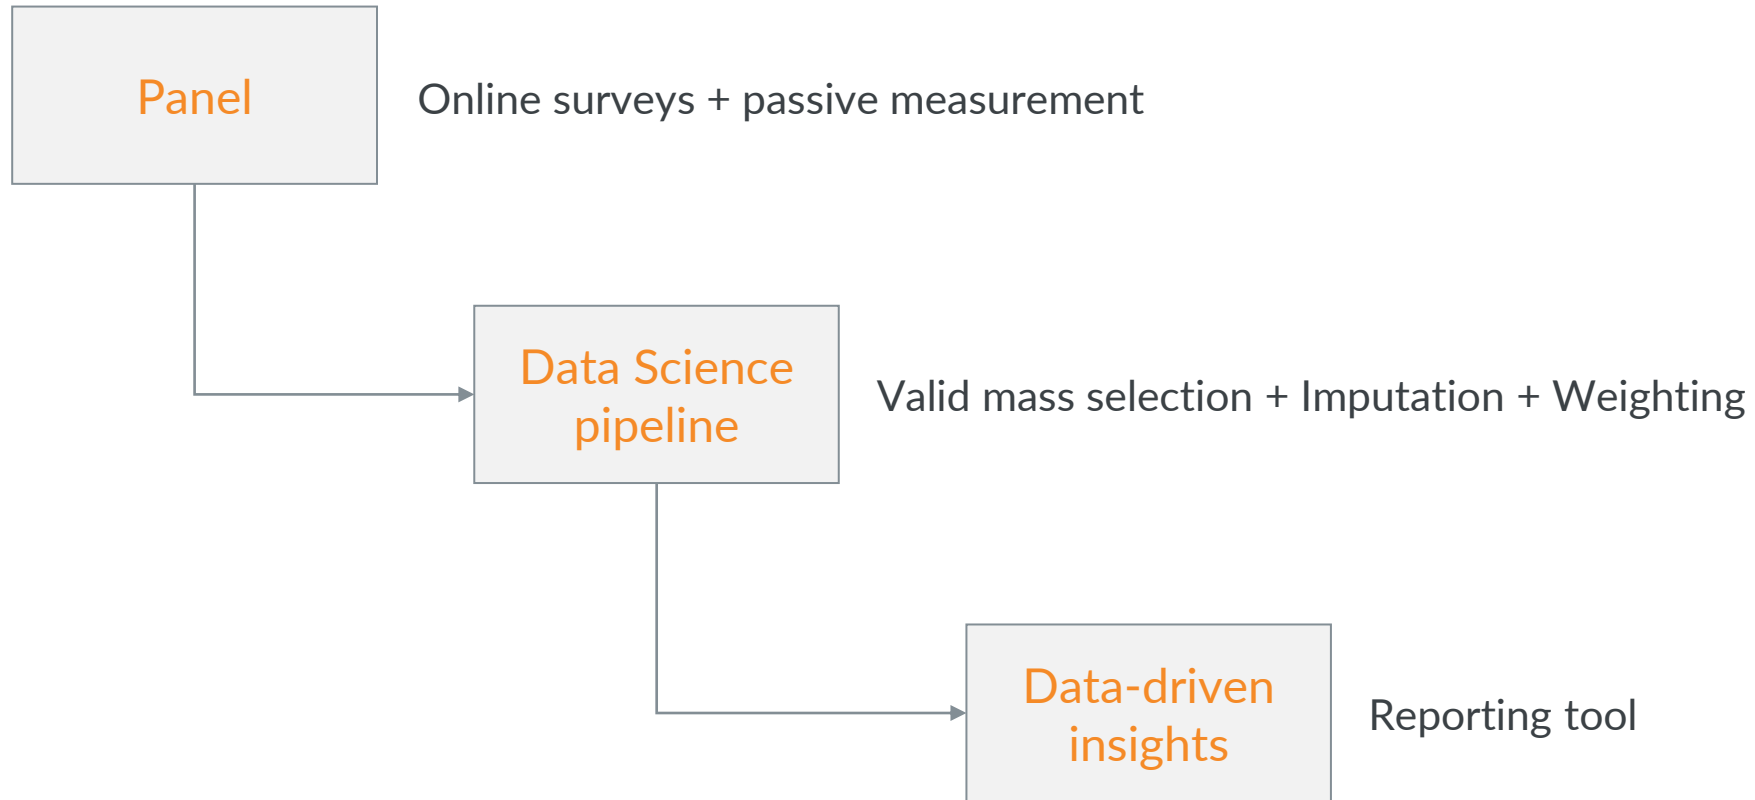 Panel
Online surveys + passive measurement
Data Science
pipeline
Valid mass selection + Imputation + Weighting
Data-driven
insights
Reporting tool